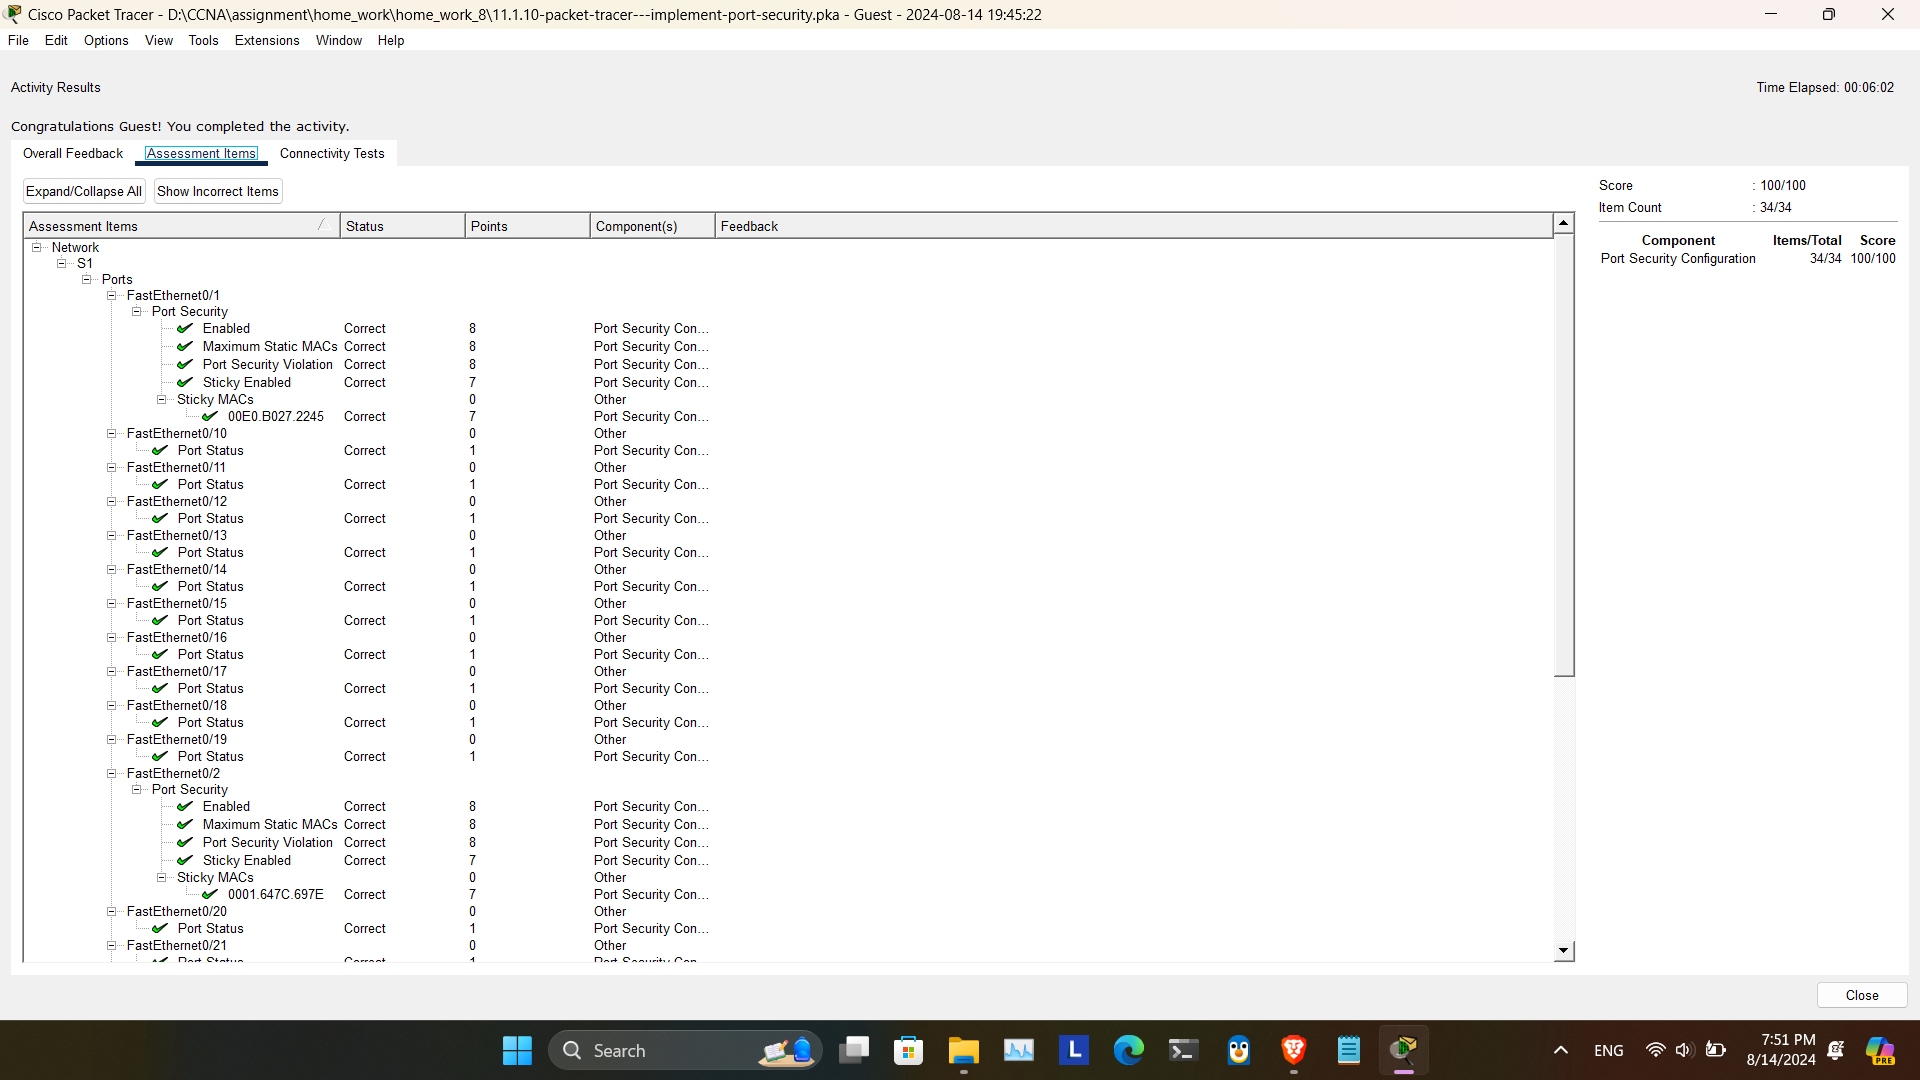 Cisco Packet Tracer - D:\CCNA\assignment\home_work\home_work_8\11.1.10-packet-tracer---implement-port-security.pka - Guest - 2024-08-14 19:45:22
File Edit Options View Tools Extensions Window Help
Activity Results Time Elapsed: 00:06:02
Congratulations Guest! You completed the activity.
Overall Feedback Assessment Items Connectivity Tests
Expand/Collapse All Show Incorrect Items
Score : 100/100
Item Count : 34/34
Component Items/Total Score
Port Security Configuration 34/34 100/100
Assessment Items Status Points Component(s) Feedback
Network
S1
Ports
FastEthernet0/1
Port Security
Enabled Correct 8 Port Security Con...
Maximum Static MACs Correct 8 Port Security Con...
Port Security Violation Correct 8 Port Security Con...
Sticky Enabled Correct 7 Port Security Con...
Sticky MACs 0 Other
00E0.B027.2245 Correct 7 Port Security Con...
FastEthernet0/10 0 Other
Port Status Correct 1 Port Security Con...
FastEthernet0/11 0 Other
Port Status Correct 1 Port Security Con...
FastEthernet0/12 0 Other
Port Status Correct 1 Port Security Con...
FastEthernet0/13 0 Other
Port Status Correct 1 Port Security Con...
FastEthernet0/14 0 Other
Port Status Correct 1 Port Security Con...
FastEthernet0/15 0 Other
Port Status Correct 1 Port Security Con...
FastEthernet0/16 0 Other
Port Status Correct 1 Port Security Con...
FastEthernet0/17 0 Other
Port Status Correct 1 Port Security Con...
FastEthernet0/18 0 Other
Port Status Correct 1 Port Security Con...
FastEthernet0/19 0 Other
Port Status Correct 1 Port Security Con...
FastEthernet0/2
Port Security
Enabled Correct 8 Port Security Con...
Maximum Static MACs Correct 8 Port Security Con...
Port Security Violation Correct 8 Port Security Con...
Sticky Enabled Correct 7 Port Security Con...
Sticky MACs 0 Other
0001.647C.697E Correct 7 Port Security Con...
FastEthernet0/20 0 Other
Port Status Correct 1 Port Security Con...
FastEthernet0/21 0 Other
Port Status Correct 1 Port Security Con...
Close
Search
L
ENG
7:51 PM
8/14/2024
PRE